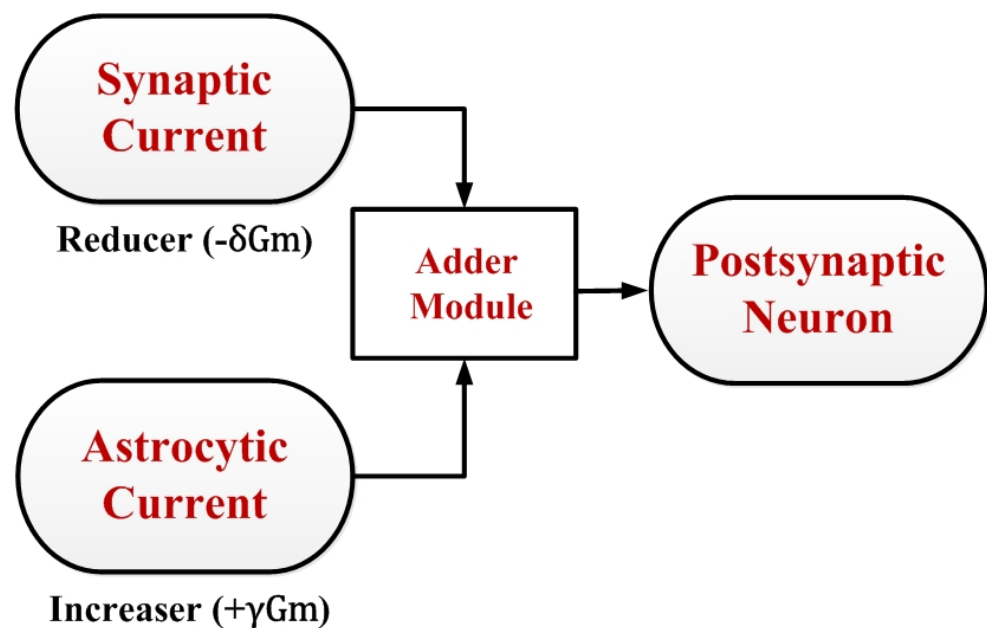 Synaptic
Current
Reducer (-δGm)
Adder
Module
Postsynaptic
Neuron
Astrocytic
Current
Increaser (+γGm)